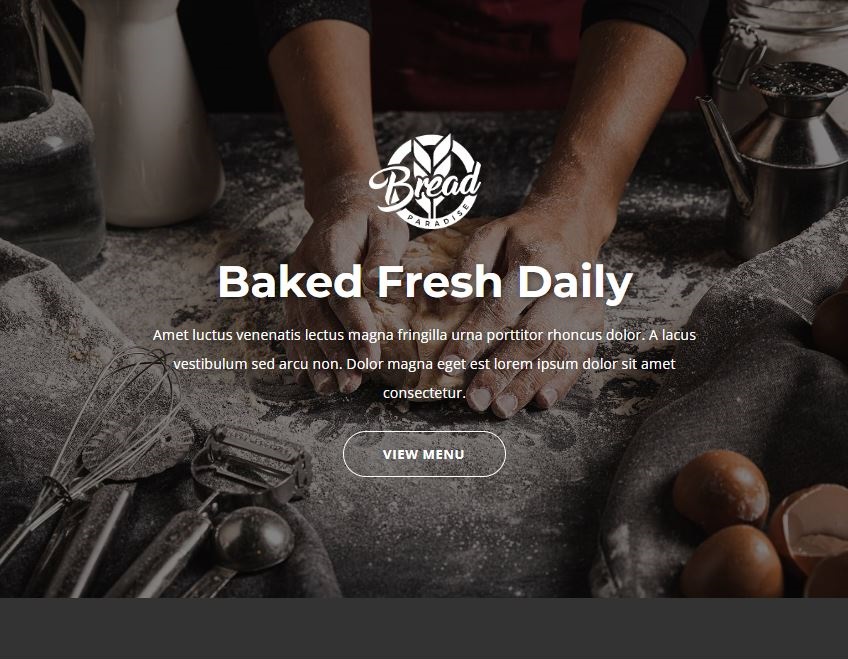 Bread
PARADISE
Baked Fresh Daily
Amet luctus venenatis lectus magna fringilla urna porttitor rhoncus dolor. A lacus
vestibulum sed arcu non. Dolor magna eget est lorem ipsum dolor sit amet
consectetur.
VIEW MENU